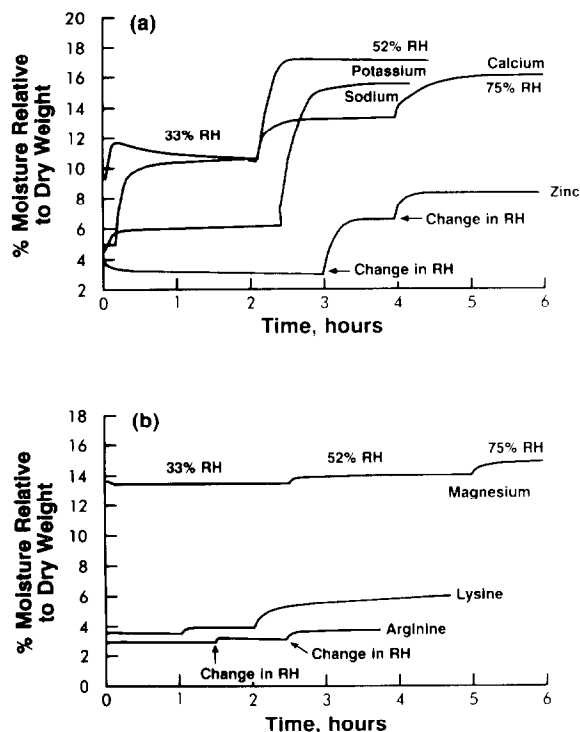 (a)
20
18
16
14
12
10
8
6
4
2
% Moisture Relative
to Dry Weight
33% RH
52% RH
Potassium
Sodium
Calcium
75% RH
Zinc
Change in RH
Change in RH
0 1 2 3 4 5 6
Time, hours
(b)
18
16
14
12
10
8
6
4
2
0
% Moisture Relative
to Dry Weight
33% RH
52% RH
75% RH
Magnesium
Lysine
Arginine
Change in RH
Change in RH
0 1 2 3 4 5 6
Time, hours